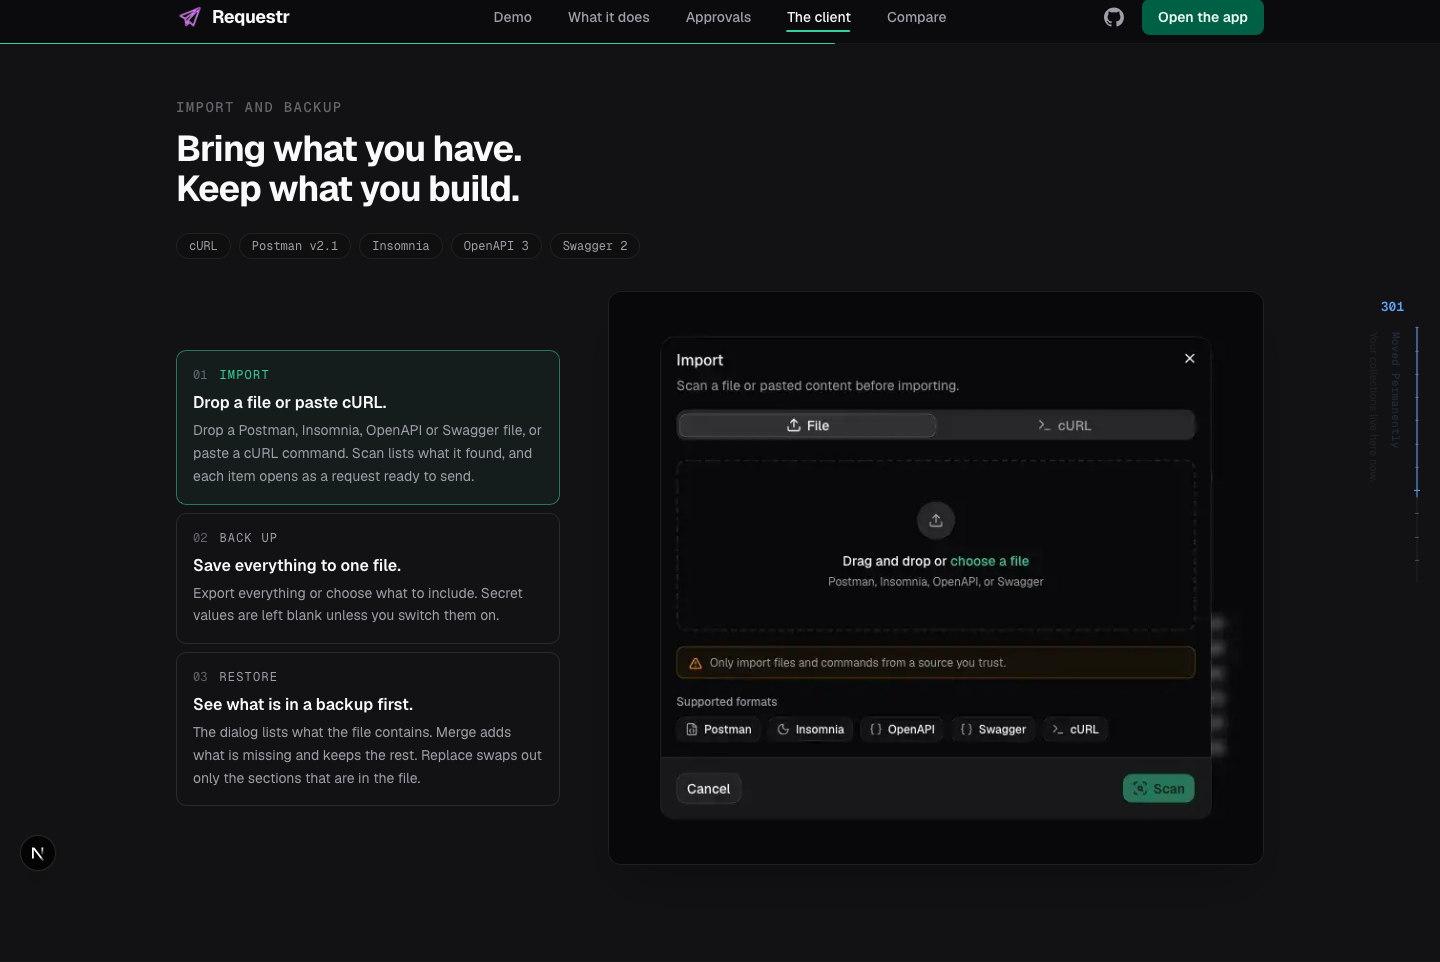 Requestr
Demo
What it does
Approvals
The client
Compare
Open the app
IMPORT AND BACKUP
Bring what you have.
Keep what you build.
cURL
Postman v2.1
Insomnia
OpenAPI 3
Swagger 2
01 IMPORT
Drop a file or paste cURL.
Drop a Postman, Insomnia, OpenAPI or Swagger file, or
paste a cURL command. Scan lists what it found, and
each item opens as a request ready to send.
02 BACK UP
Save everything to one file.
Export everything or choose what to include. Secret
values are left blank unless you switch them on.
03 RESTORE
See what is in a backup first.
The dialog lists what the file contains. Merge adds
what is missing and keeps the rest. Replace swaps out
only the sections that are in the file.
Import
Scan a file or pasted content before importing.
File
cURL
Drag and drop or choose a file
Postman, Insomnia, OpenAPI, or Swagger
Only import files and commands from a source you trust.
Supported formats
Postman
Insomnia
OpenAPI
Swagger
cURL
Cancel
Scan
301
Moved Permanently
Your collections live here now.
N